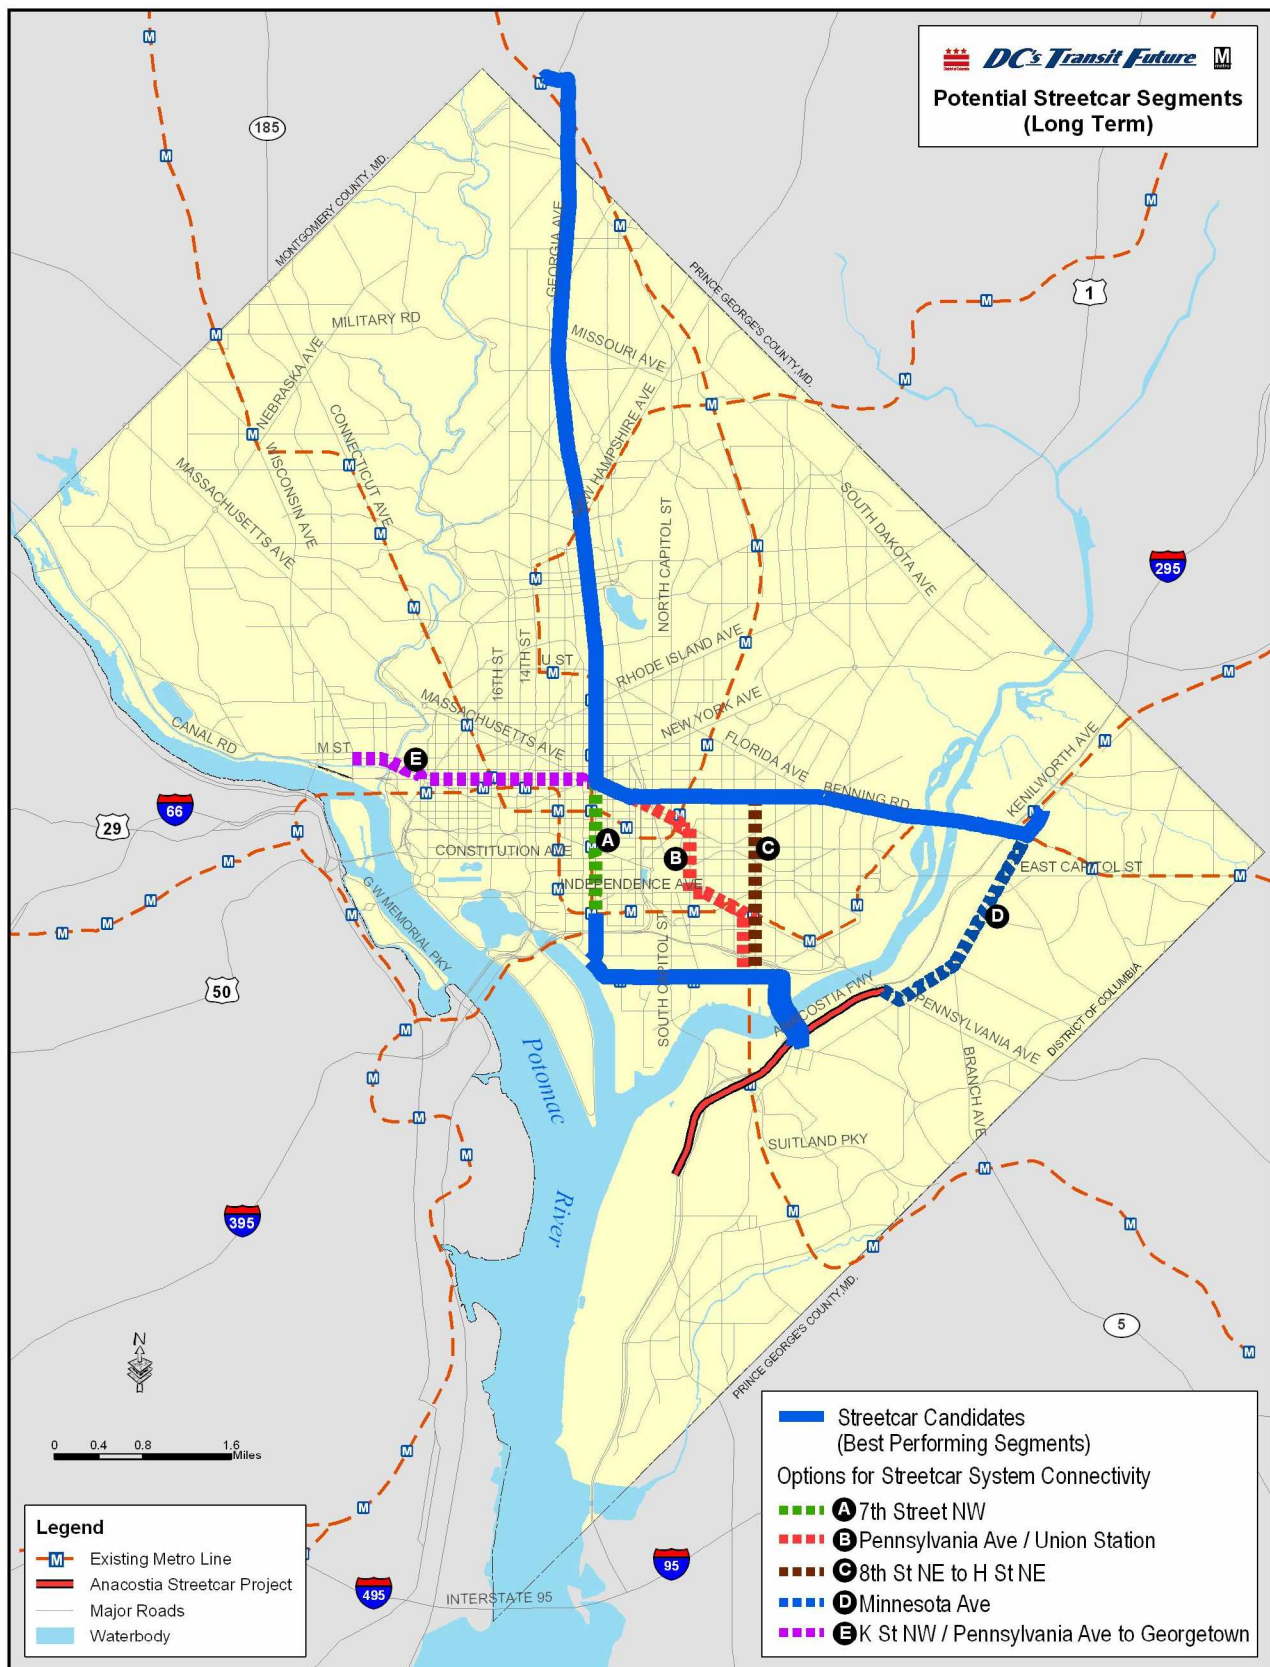 DC's Transit Future
M
metro
Potential Streetcar Segments
(Long Term)
185
MONTGOMERY COUNTY, MD.
GEORGIA AVE
PRINCE GEORGE'S COUNTY, MD.
1
MILITARY RD
MISSOURI AVE
NEBRASKA AVE
CONNECTICUT AVE
WISCONSIN AVE
MASSACHUSETTS AVE
NEW HAMPSHIRE AVE
SOUTH DAKOTA AVE
NORTH CAPITOL ST
295
RHODE ISLAND AVE
U ST
14TH ST
16TH ST
MASSACHUSETTS AVE
NEW YORK AVE
FLORIDA AVE
CANAL RD
M ST
E
BENNING RD
KENILWORTH AVE
66
29
A
B
C
CONSTITUTION AVE
EAST CAPITOL ST
INDEPENDENCE AVE
D
G W MEMORIAL PKY
50
SOUTH CAPITOL ST
ANACOSTIA FWY
PENNSYLVANIA AVE
DISTRICT OF COLUMBIA
BRANCH AVE
Potomac
River
SUITLAND PKY
395
PRINCE GEORGE'S COUNTY, MD.
5
N
0 0.4 0.8 1.6
Miles
495
95
INTERSTATE 95
Legend
M Existing Metro Line
Anacostia Streetcar Project
Major Roads
Waterbody
Streetcar Candidates
(Best Performing Segments)
Options for Streetcar System Connectivity
A 7th Street NW
B Pennsylvania Ave / Union Station
C 8th St NE to H St NE
D Minnesota Ave
E K St NW / Pennsylvania Ave to Georgetown